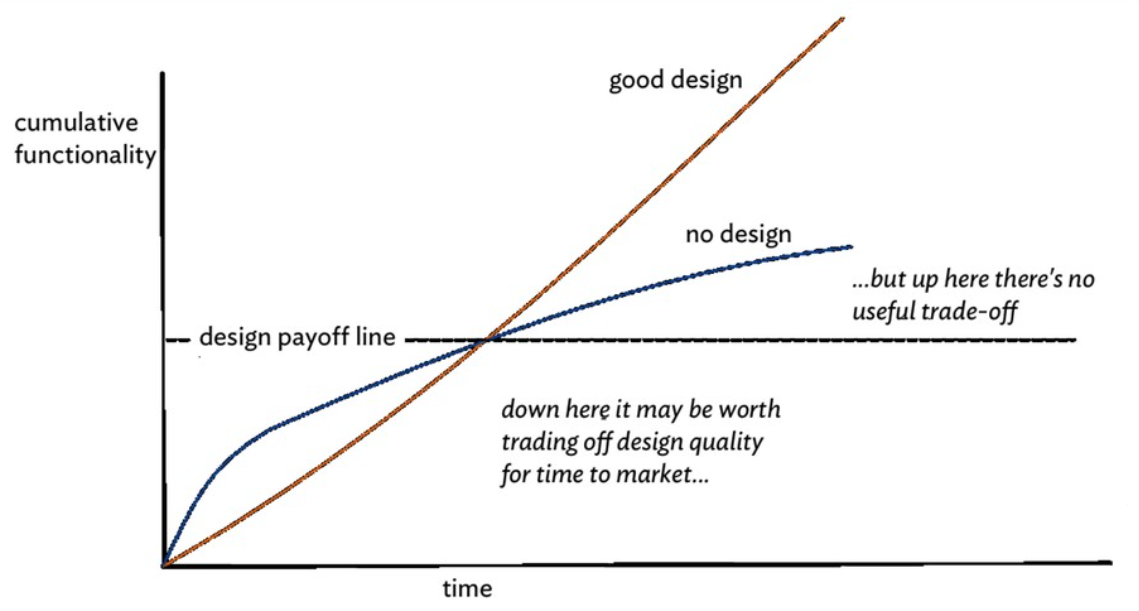 good design
cumulative
functionality
no design
...but up here there's no
useful trade-off
design payoff line
down here it may be worth
trading off design quality
for time to market...
time